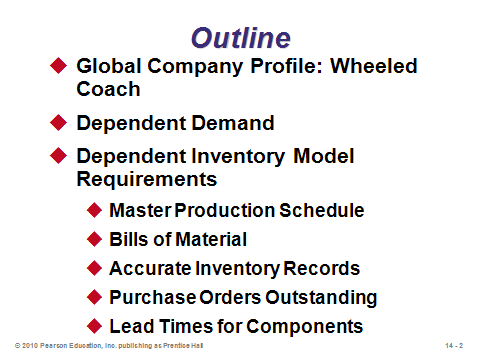 Outline
Global Company Profile: Wheeled
Coach
Dependent Demand
Dependent Inventory Model
Requirements
Master Production Schedule
Bills of Material
Accurate Inventory Records
Purchase Orders Outstanding
Lead Times for Components
© 2010 Pearson Education, Inc. publishing as Prentice Hall
14 - 2